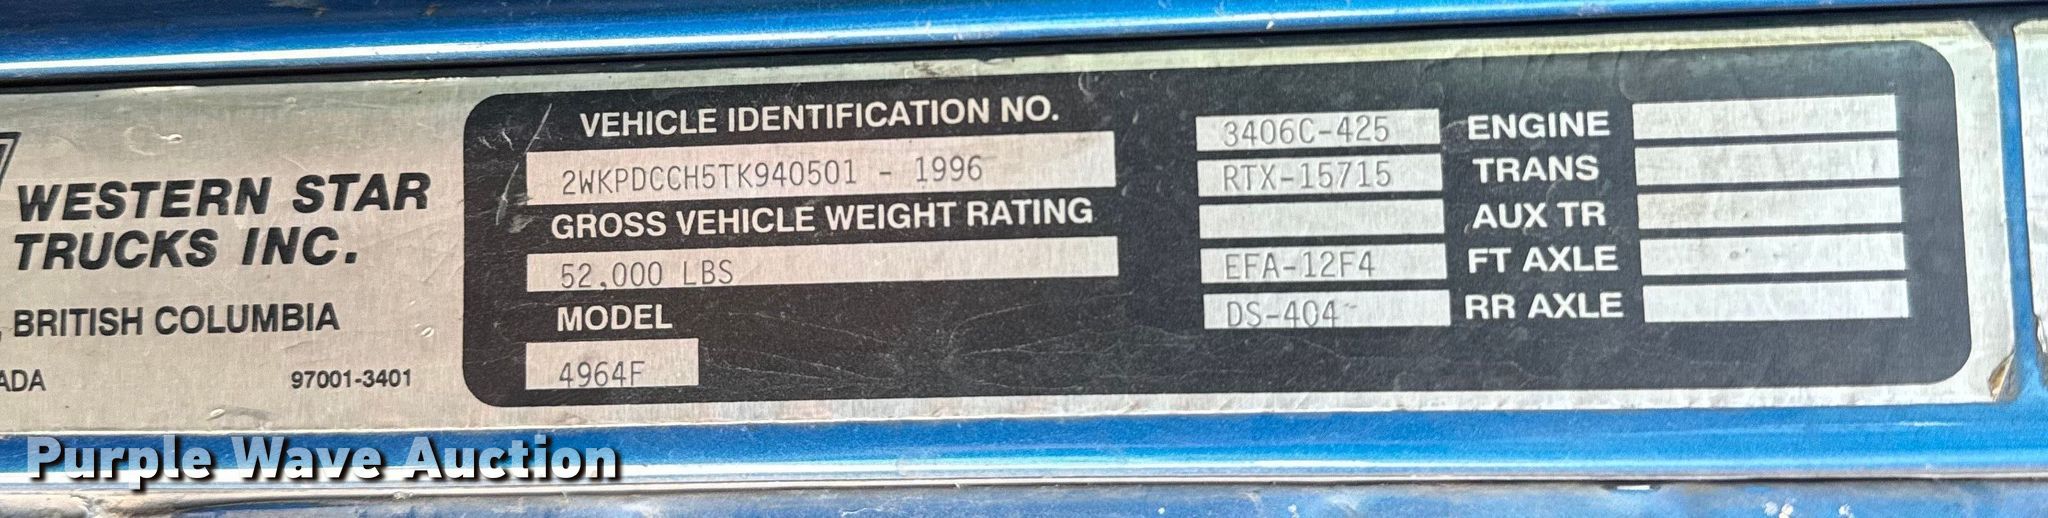 WESTERN STAR
TRUCKS INC.
, BRITISH COLUMBIA
ADA
97001-3401
VEHICLE IDENTIFICATION NO.
2WKPDCCH5TK940501 - 1996
GROSS VEHICLE WEIGHT RATING
52,000 LBS
MODEL
4964F
3406C-425 ENGINE
RTX-15715 TRANS
AUX TR
EFA-12F4 FT AXLE
DS-404 RR AXLE
Purple Wave Auction